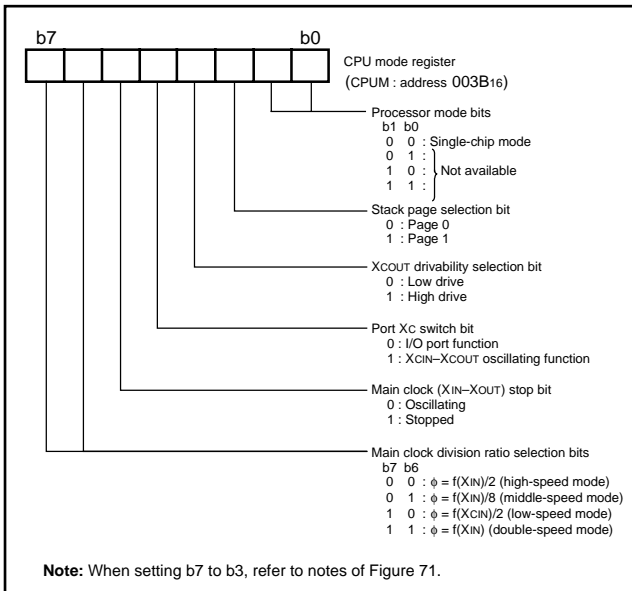 b7 b0
CPU mode register
(CPUM : address 003B16)
Processor mode bits
b1 b0
0 0 : Single-chip mode
0 1 :
1 0 : Not available
1 1 :
Stack page selection bit
0 : Page 0
1 : Page 1
XCOUT drivability selection bit
0 : Low drive
1 : High drive
Port XC switch bit
0 : I/O port function
1 : XCIN–XCOUT oscillating function
Main clock (XIN–XOUT) stop bit
0 : Oscillating
1 : Stopped
Main clock division ratio selection bits
b7 b6
0 0 : φ = f(XIN)/2 (high-speed mode)
0 1 : φ = f(XIN)/8 (middle-speed mode)
1 0 : φ = f(XCIN)/2 (low-speed mode)
1 1 : φ = f(XIN) (double-speed mode)
Note: When setting b7 to b3, refer to notes of Figure 71.